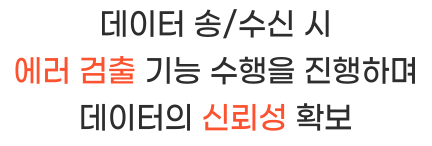 데이터 송/수신 시
에러 검출 기능 수행을 진행하며
데이터의 신뢰성 확보